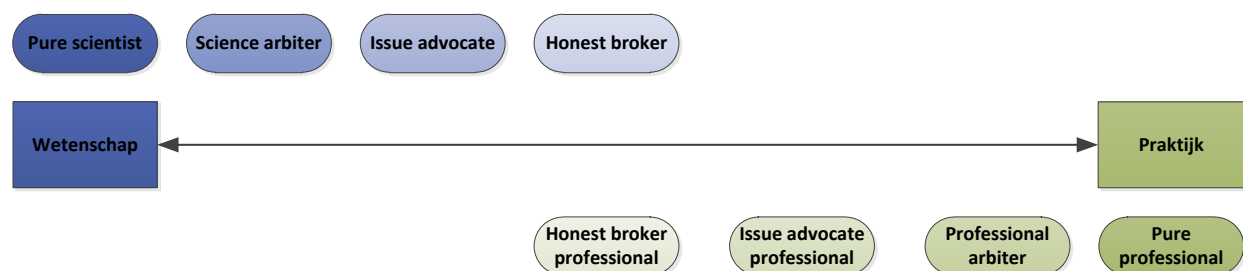 Pure scientist
Science arbiter
Issue advocate
Honest broker
Wetenschap
Praktijk
Honest broker
professional
Issue advocate
professional
Professional
arbiter
Pure
professional